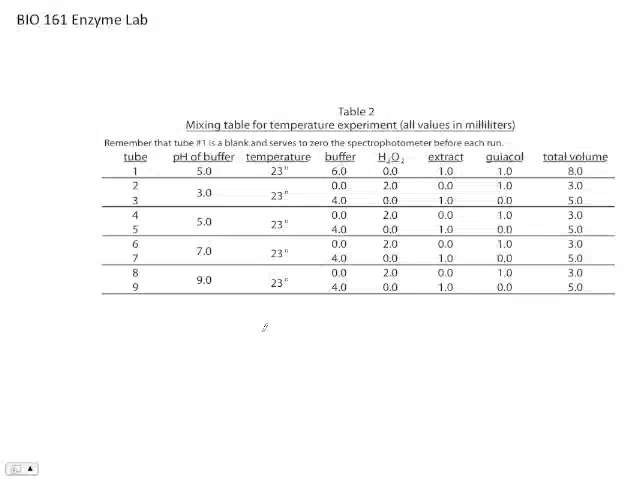 BIO 161 Enzyme Lab
Table 2
Mixing table for temperature experiment (all values in milliliters)
Remember that tube #1 is a blank and serves to zero the spectrophotometer before each run.
tube pH of buffer temperature buffer H₂O₂ extract guiacol total volume
1 5.0 23° 6.0 0.0 1.0 1.0 8.0
2 0.0 2.0 0.0 1.0 3.0
3.0 23°
3 4.0 0.0 1.0 0.0 5.0
4 0.0 2.0 0.0 1.0 3.0
5.0 23°
5 4.0 0.0 1.0 0.0 5.0
6 0.0 2.0 0.0 1.0 3.0
7.0 23°
7 4.0 0.0 1.0 0.0 5.0
8 0.0 2.0 0.0 1.0 3.0
9.0 23°
9 4.0 0.0 1.0 0.0 5.0